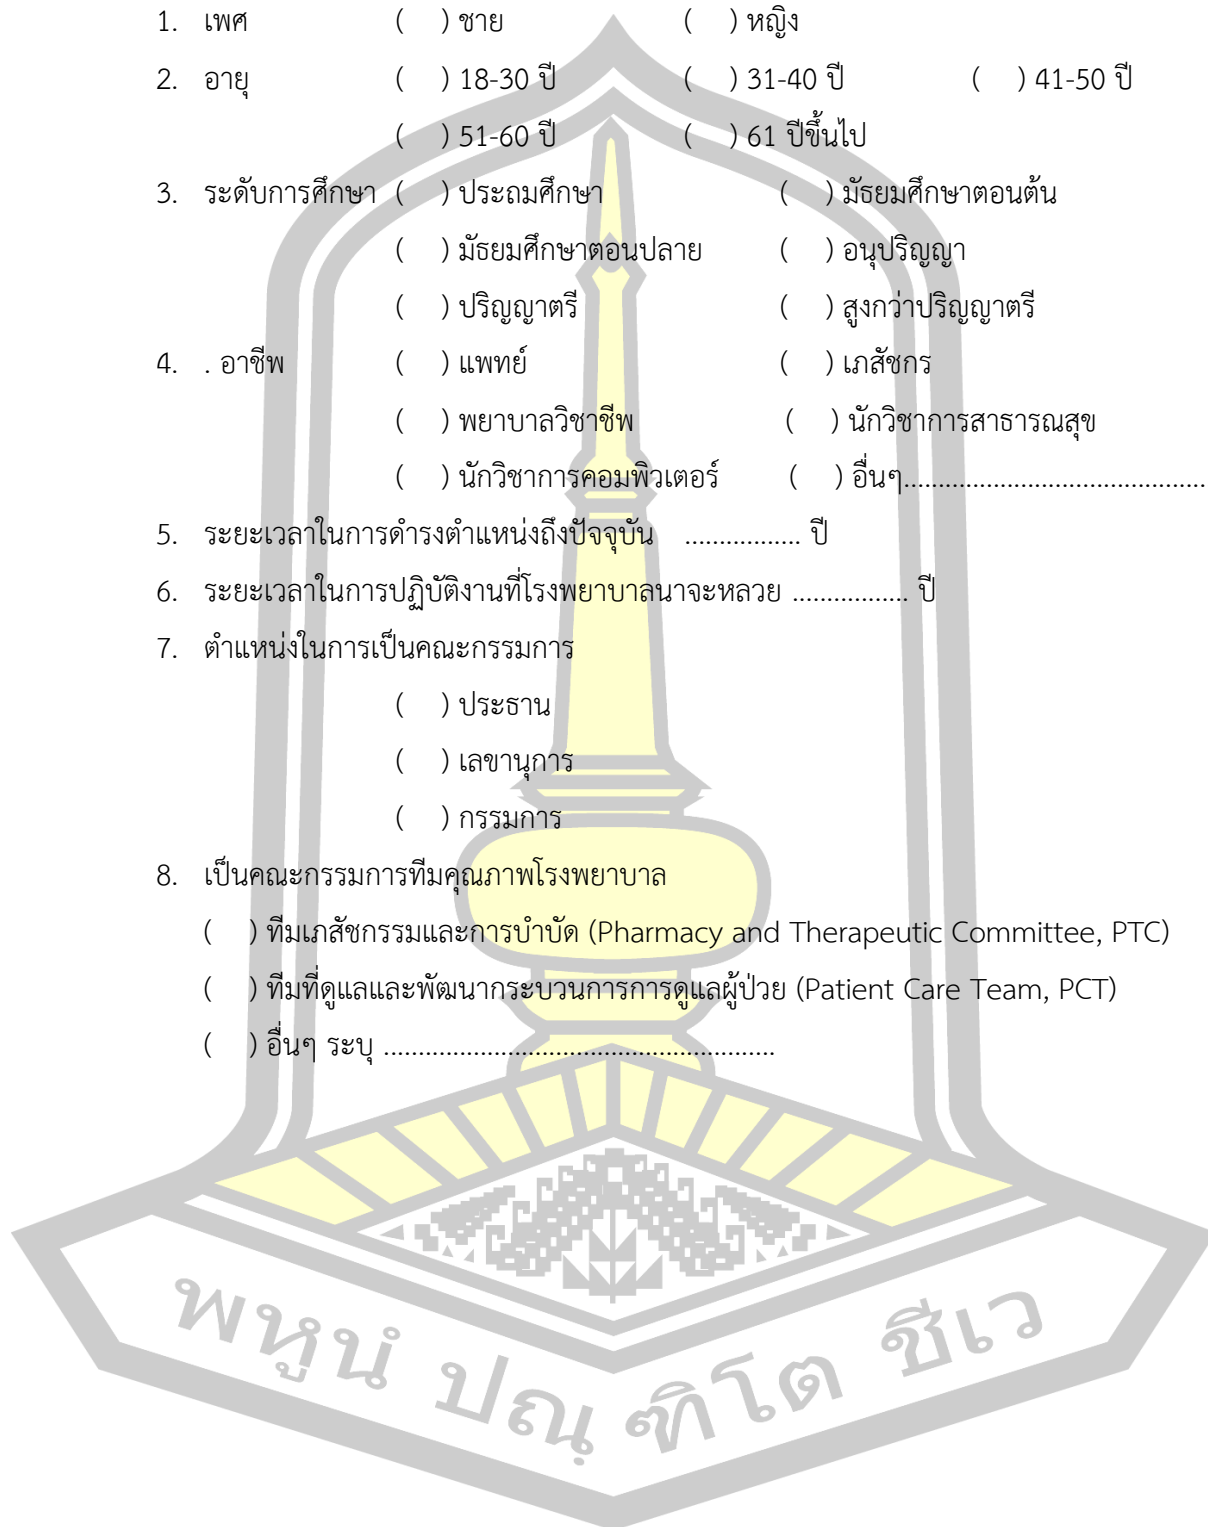 1. เพศ ( ) ชาย ( ) หญิง
2. อายุ ( ) 18-30 ปี ( ) 31-40 ปี ( ) 41-50 ปี
( ) 51-60 ปี ( ) 61 ปีขึ้นไป
3. ระดับการศึกษา ( ) ประถมศึกษา ( ) มัธยมศึกษาตอนต้น
( ) มัธยมศึกษาตอนปลาย ( ) อนุปริญญา
( ) ปริญญาตรี ( ) สูงกว่าปริญญาตรี
4. . อาชีพ ( ) แพทย์ ( ) เภสัชกร
( ) พยาบาลวิชาชีพ ( ) นักวิชาการสาธารณสุข
( ) นักวิชาการคอมพิวเตอร์ ( ) อื่นๆ............................................
5. ระยะเวลาในการดำรงตำแหน่งถึงปัจจุบัน ................. ปี
6. ระยะเวลาในการปฏิบัติงานที่โรงพยาบาลนาจะหลวย ................. ปี
7. ตำแหน่งในการเป็นคณะกรรมการ
( ) ประธาน
( ) เลขานุการ
( ) กรรมการ
8. เป็นคณะกรรมการทีมคุณภาพโรงพยาบาล
( ) ทีมเภสัชกรรมและการบำบัด (Pharmacy and Therapeutic Committee, PTC)
( ) ทีมที่ดูแลและพัฒนากระบวนการการดูแลผู้ป่วย (Patient Care Team, PCT)
( ) อื่นๆ ระบุ .........................................................
พหูนํ ปณฺฑิโต ชีเว